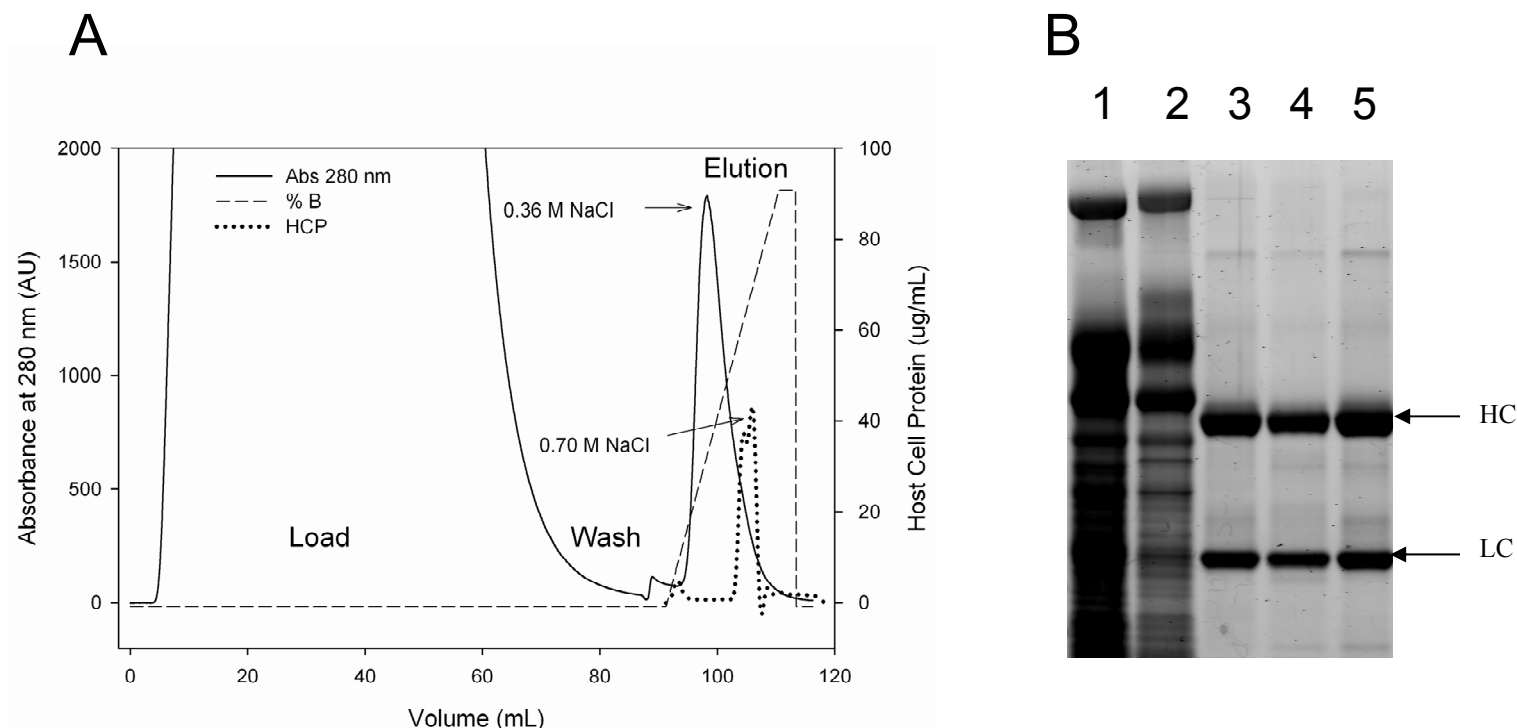 A
B
1 2 3 4 5
2000
1500
1000
500
0
100
80
60
40
20
0
Elution
Abs 280 nm
% B
HCP
0.36 M NaCl
0.70 M NaCl
Load
Wash
Absorbance at 280 nm (AU)
Host Cell Protein (ug/mL)
0 20 40 60 80 100 120
Volume (mL)
HC
LC